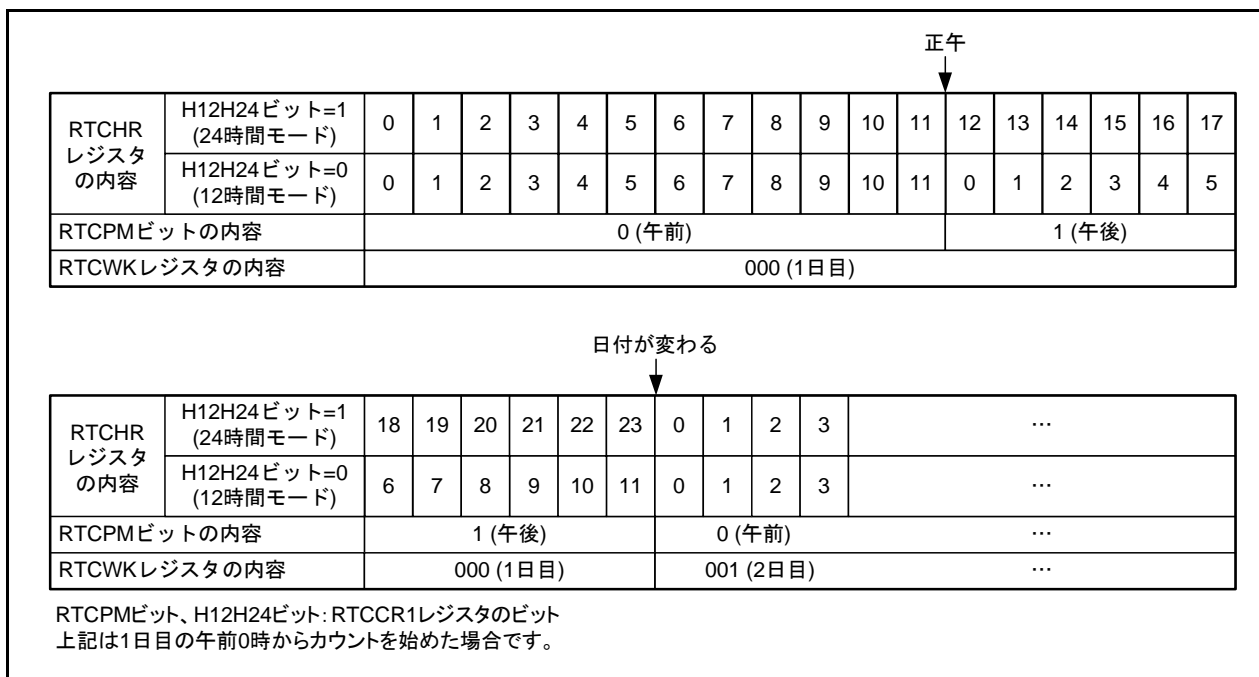 正午
RTCHR
レジスタ
の内容
H12H24ビット=1
(24時間モード)
0 1 2 3 4 5 6 7 8 9 10 11 12 13 14 15 16 17
H12H24ビット=0
(12時間モード)
0 1 2 3 4 5 6 7 8 9 10 11 0 1 2 3 4 5
RTCPMビットの内容 0 (午前) 1 (午後)
RTCWKレジスタの内容 000 (1日目)
日付が変わる
RTCHR
レジスタ
の内容
H12H24ビット=1
(24時間モード)
18 19 20 21 22 23 0 1 2 3 …
H12H24ビット=0
(12時間モード)
6 7 8 9 10 11 0 1 2 3 …
RTCPMビットの内容 1 (午後) 0 (午前) …
RTCWKレジスタの内容 000 (1日目) 001 (2日目) …
RTCPMビット、H12H24ビット: RTCCR1レジスタのビット
上記は1日目の午前0時からカウントを始めた場合です。